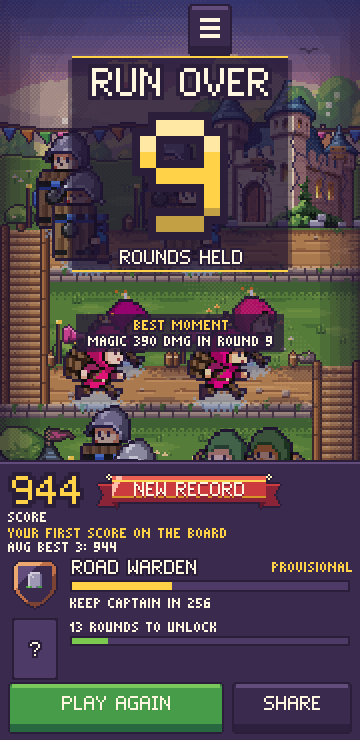 RUN OVER
9
ROUNDS HELD
BEST MOMENT
MAGIC 390 DMG IN ROUND 9
944
NEW RECORD
SCORE
YOUR FIRST SCORE ON THE BOARD
AVG BEST 3: 944
ROAD WARDEN
PROVISIONAL
KEEP CAPTAIN IN 256
13 ROUNDS TO UNLOCK
?
PLAY AGAIN
SHARE